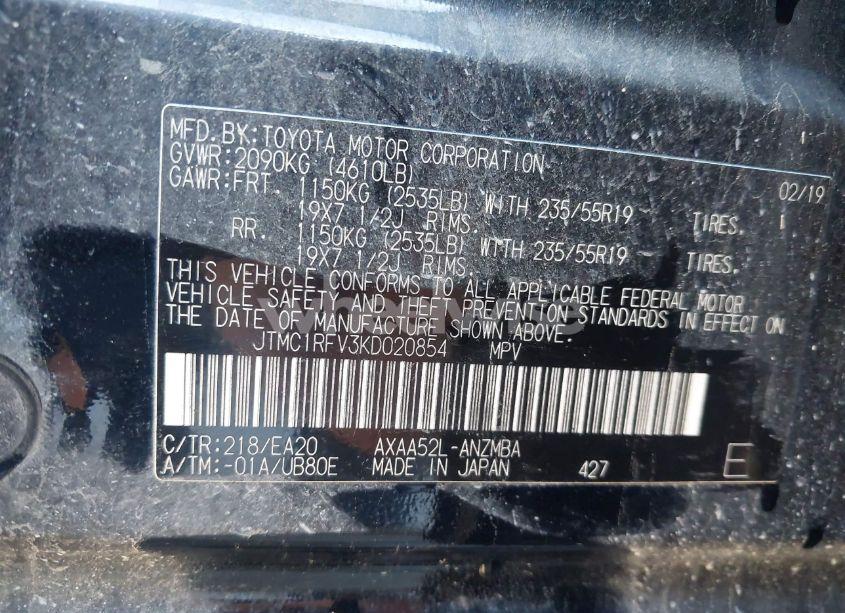 MFD.BY:TOYOTA MOTOR CORPORATION 02/19
GVWR:2090KG (4610LB)
GAWR:FRT. 1150KG (2535LB) WITH 235/55R19 TIRES.
19X7 1/2J RIMS.
RR. 1150KG (2535LB) WITH 235/55R19 TIRES.
19X7 1/2J RIMS.
THIS VEHICLE CONFORMS TO ALL APPLICABLE FEDERAL MOTOR
VEHICLE SAFETY AND THEFT PREVENTION STANDARDS IN EFFECT ON
THE DATE OF MANUFACTURE SHOWN ABOVE.
JTMC1RFV3KD020854 MPV
C/TR:218/EA20 AXAA52L-ANZMBA
A/TM:-01A/UB80E MADE IN JAPAN 427 E